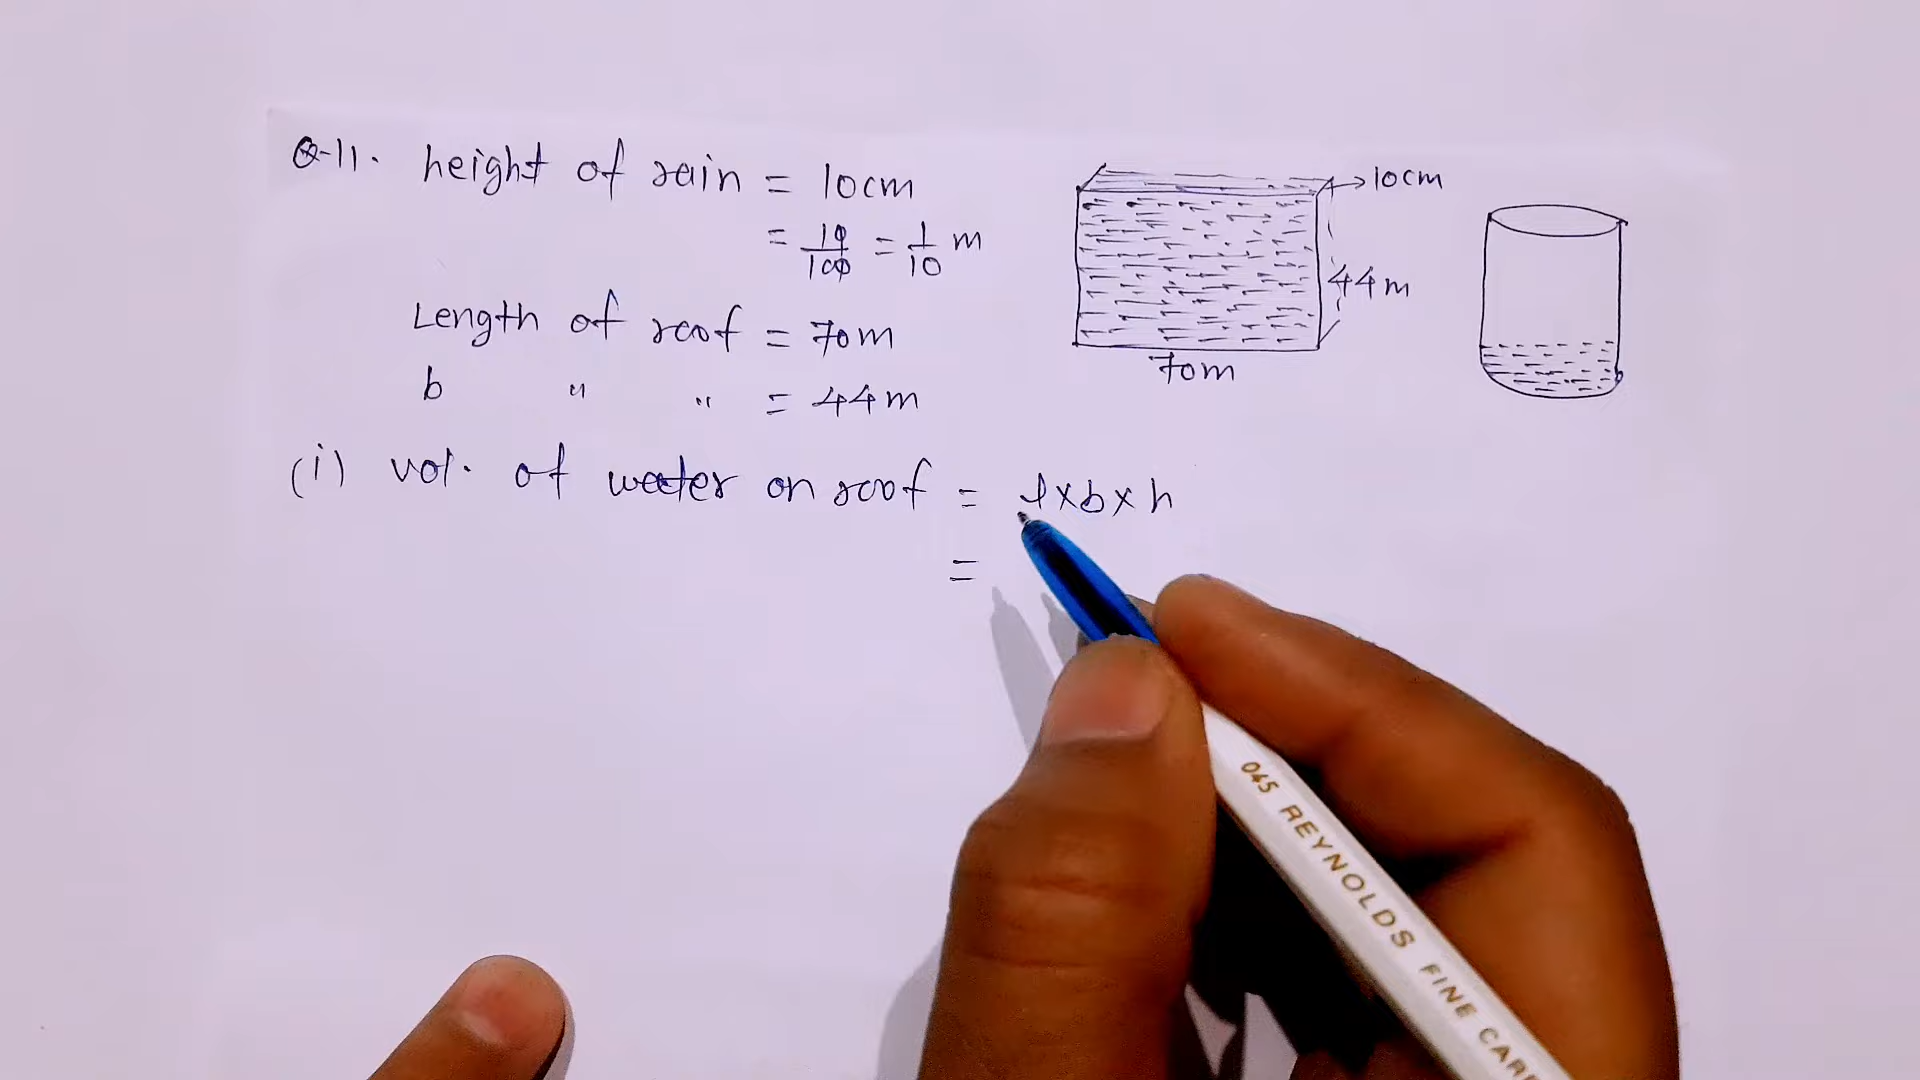 Q-11. height of rain = 10cm
= 10/100 = 1/10 m
Length of roof = 70m
b " " = 44m
(i) vol. of water on roof = l×b×h
=
10cm
44m
70m
045 REYNOLDS FINE CAR